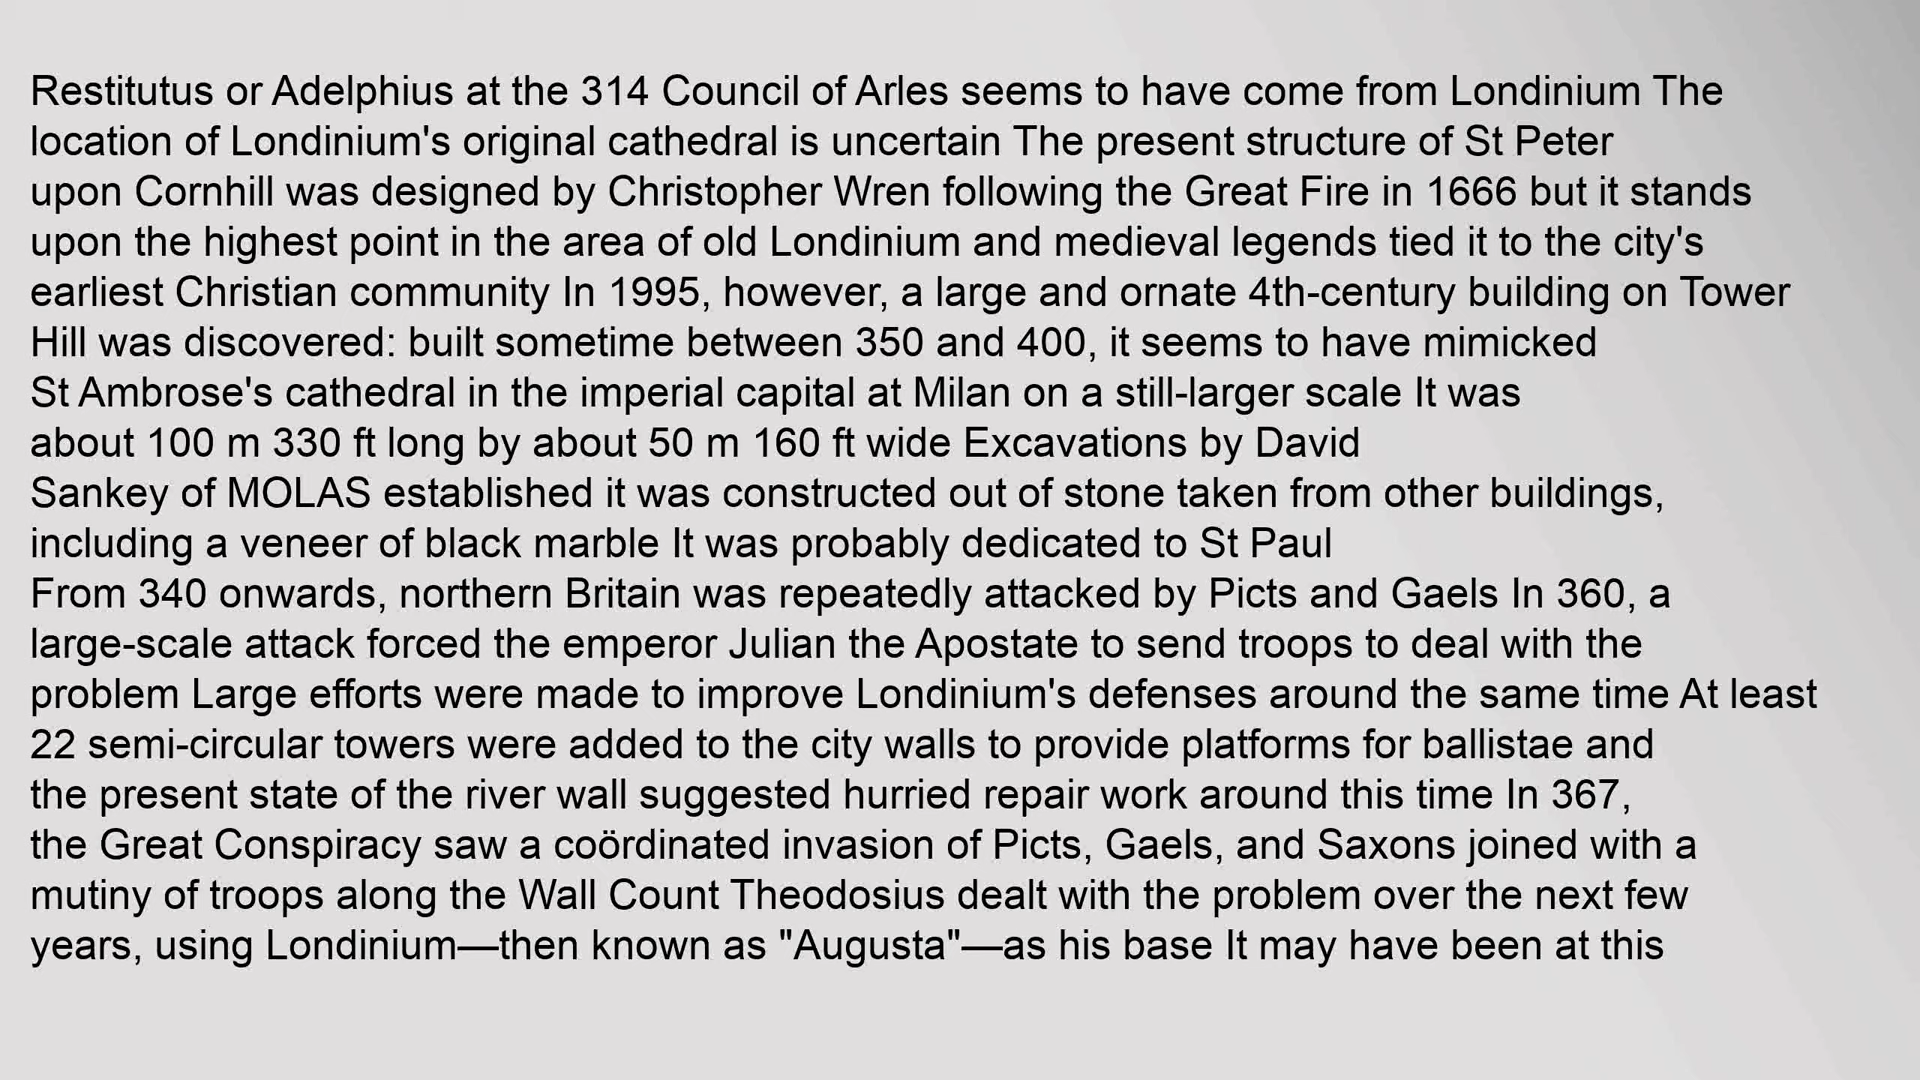 Restitutus or Adelphius at the 314 Council of Arles seems to have come from Londinium The
location of Londinium's original cathedral is uncertain The present structure of St Peter
upon Cornhill was designed by Christopher Wren following the Great Fire in 1666 but it stands
upon the highest point in the area of old Londinium and medieval legends tied it to the city's
earliest Christian community In 1995, however, a large and ornate 4th-century building on Tower
Hill was discovered: built sometime between 350 and 400, it seems to have mimicked
St Ambrose's cathedral in the imperial capital at Milan on a still-larger scale It was
about 100 m 330 ft long by about 50 m 160 ft wide Excavations by David
Sankey of MOLAS established it was constructed out of stone taken from other buildings,
including a veneer of black marble It was probably dedicated to St Paul
From 340 onwards, northern Britain was repeatedly attacked by Picts and Gaels In 360, a
large-scale attack forced the emperor Julian the Apostate to send troops to deal with the
problem Large efforts were made to improve Londinium's defenses around the same time At least
22 semi-circular towers were added to the city walls to provide platforms for ballistae and
the present state of the river wall suggested hurried repair work around this time In 367,
the Great Conspiracy saw a coördinated invasion of Picts, Gaels, and Saxons joined with a
mutiny of troops along the Wall Count Theodosius dealt with the problem over the next few
years, using Londinium—then known as "Augusta"—as his base It may have been at this